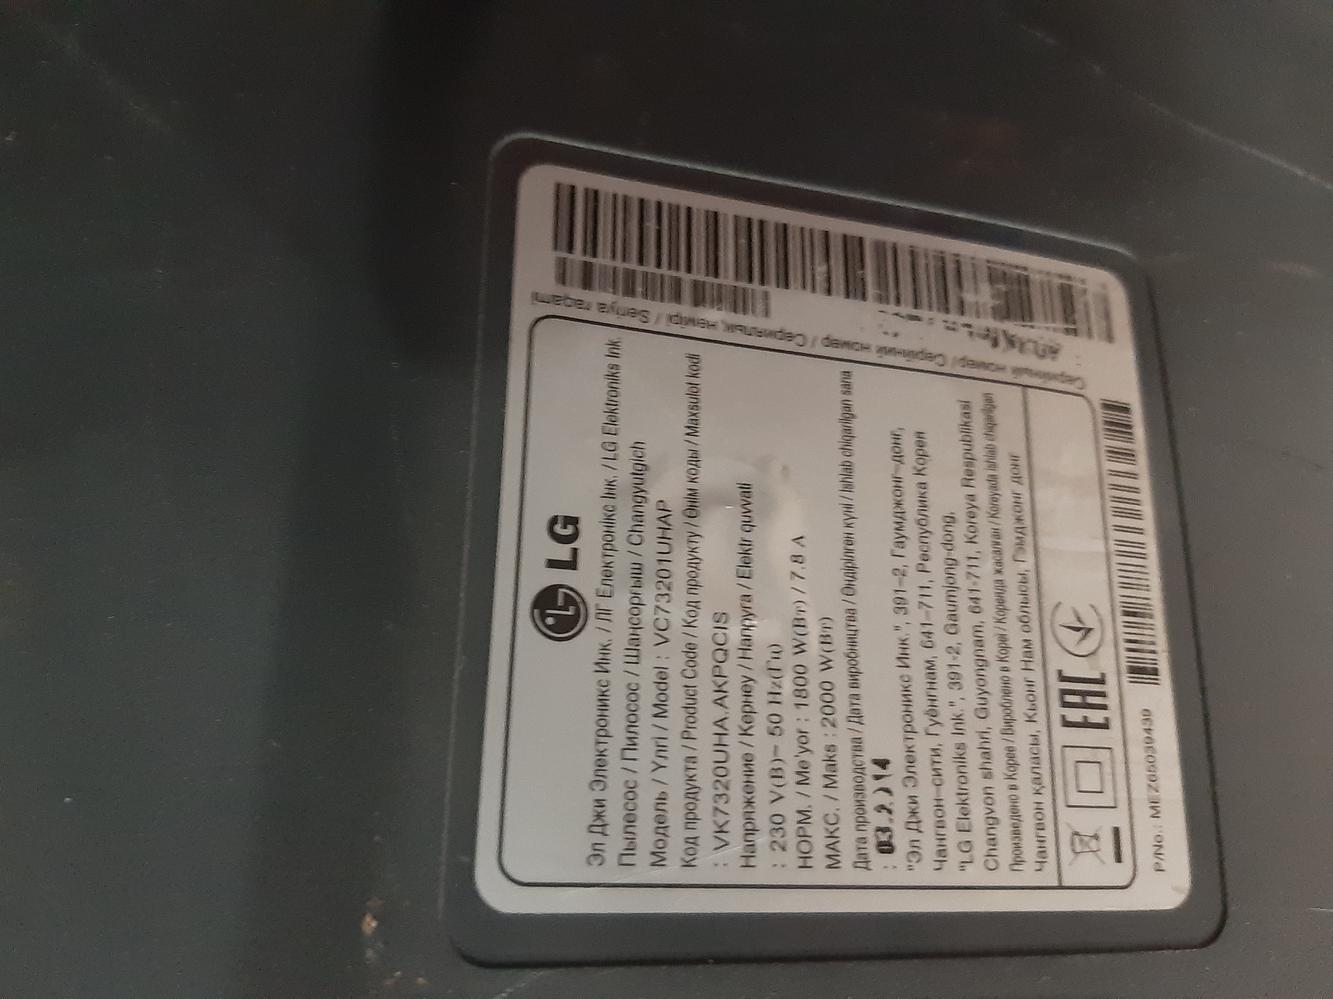 LG
Эл Джи Электроникс Инк. / ЛГ Електронікс Інк. / LG Elektroniks Ink.
Пылесос / Пилосос / Шаңсорғыш / Changyutgich
Модель / Үлгі / Model : VC73201UHAP
Код продукта / Product Code / Код продукту / Өнім коды / Maxsulot kodi
: VK7320UHA.AKPQCIS
Напряжение / Кернеу / Напруга / Elektr quvvati
: 230 V(B)~ 50 Hz(Гц)
НОРМ. / Me'yor : 1800 W(Вт) / 7.8 A
МАКС. / Maks : 2000 W(Вт)
Дата производства / Дата виробництва / Өндірілген күні / Ishlab chiqarilgan sana
: 03.2014
"Эл Джи Электроникс Инк.", 391-2, Гаумджонг-донг,
Чангвон-сити, Гуёнгнам, 641-711, Республика Корея
"LG Elektroniks Ink.", 391-2, Gaumjong-dong,
Changvon shahri, Guyongnam, 641-711, Koreya Respublikasi
Произведено в Корее / Вироблено в Кореї / Кореяда жасалған / Koreyada ishlab chiqarilgan
Чангвон қаласы, Кьонг Нам облысы, Гэмджонг донг
EAC
P/No.: MEZ65039439
Серийный номер / Серійний номер / Сериялық нөмірі / Seriya raqami